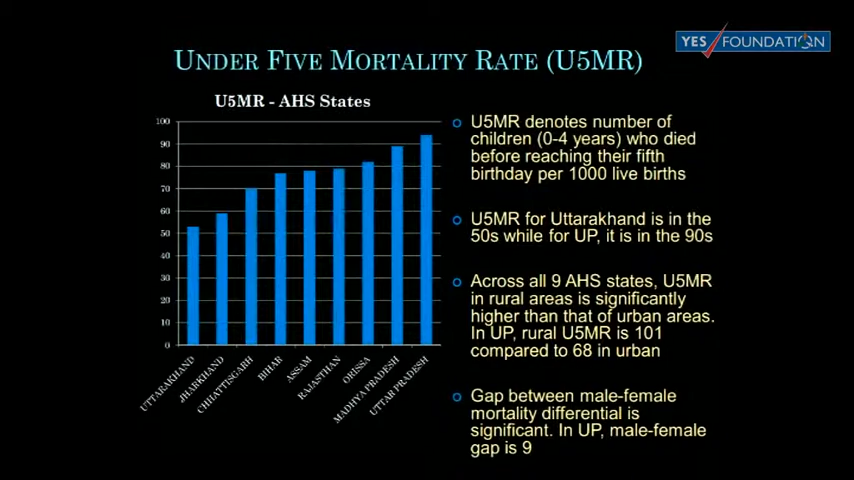 YES FOUNDATION
UNDER FIVE MORTALITY RATE (U5MR)
U5MR - AHS States
100
90
80
70
60
50
40
30
20
10
0
UTTARAKHAND
JHARKHAND
CHHATTISGARH
BIHAR
ASSAM
RAJASTHAN
ORISSA
MADHYA PRADESH
UTTAR PRADESH
U5MR denotes number of
children (0-4 years) who died
before reaching their fifth
birthday per 1000 live births
U5MR for Uttarakhand is in the
50s while for UP, it is in the 90s
Across all 9 AHS states, U5MR
in rural areas is significantly
higher than that of urban areas.
In UP, rural U5MR is 101
compared to 68 in urban
Gap between male-female
mortality differential is
significant. In UP, male-female
gap is 9